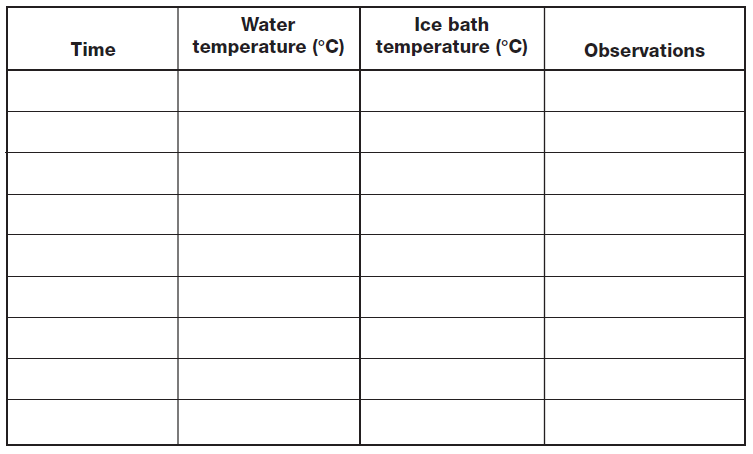 Time
Water
temperature (°C)
Ice bath
temperature (°C)
Observations